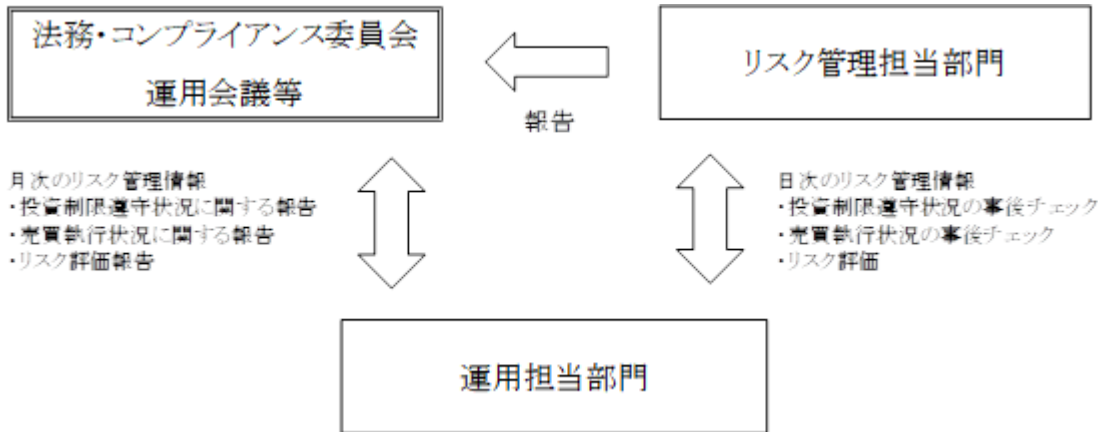 法務・コンプライアンス委員会
運用会議等
リスク管理担当部門
報告
月次のリスク管理情報
・投資制限遵守状況に関する報告
・売買執行状況に関する報告
・リスク評価報告
日次のリスク管理情報
・投資制限遵守状況の事後チェック
・売買執行状況の事後チェック
・リスク評価
運用担当部門